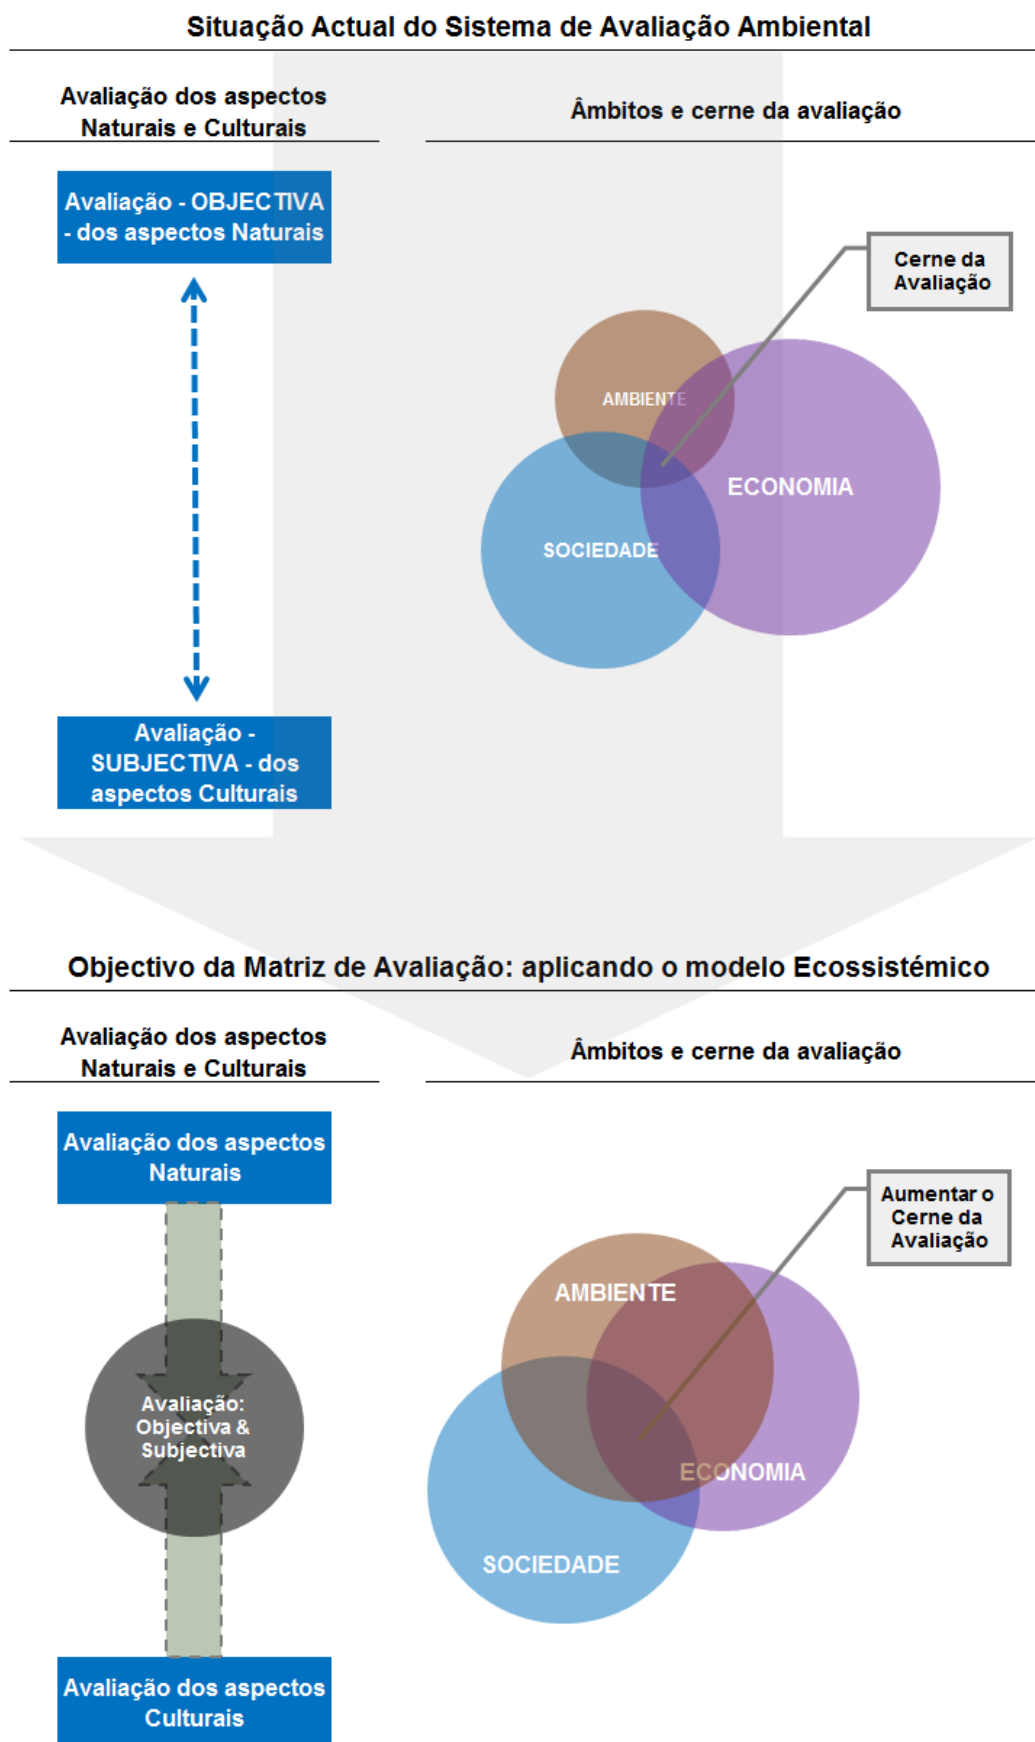 Situação Actual do Sistema de Avaliação Ambiental
Avaliação dos aspectos
Naturais e Culturais
Âmbitos e cerne da avaliação
Avaliação - OBJECTIVA
- dos aspectos Naturais
Cerne da
Avaliação
AMBIENTE
ECONOMIA
SOCIEDADE
Avaliação -
SUBJECTIVA - dos
aspectos Culturais
Objectivo da Matriz de Avaliação: aplicando o modelo Ecossistémico
Avaliação dos aspectos
Naturais e Culturais
Âmbitos e cerne da avaliação
Avaliação dos aspectos
Naturais
Aumentar o
Cerne da
Avaliação
AMBIENTE
Avaliação:
Objectiva &
Subjectiva
ECONOMIA
SOCIEDADE
Avaliação dos aspectos
Culturais